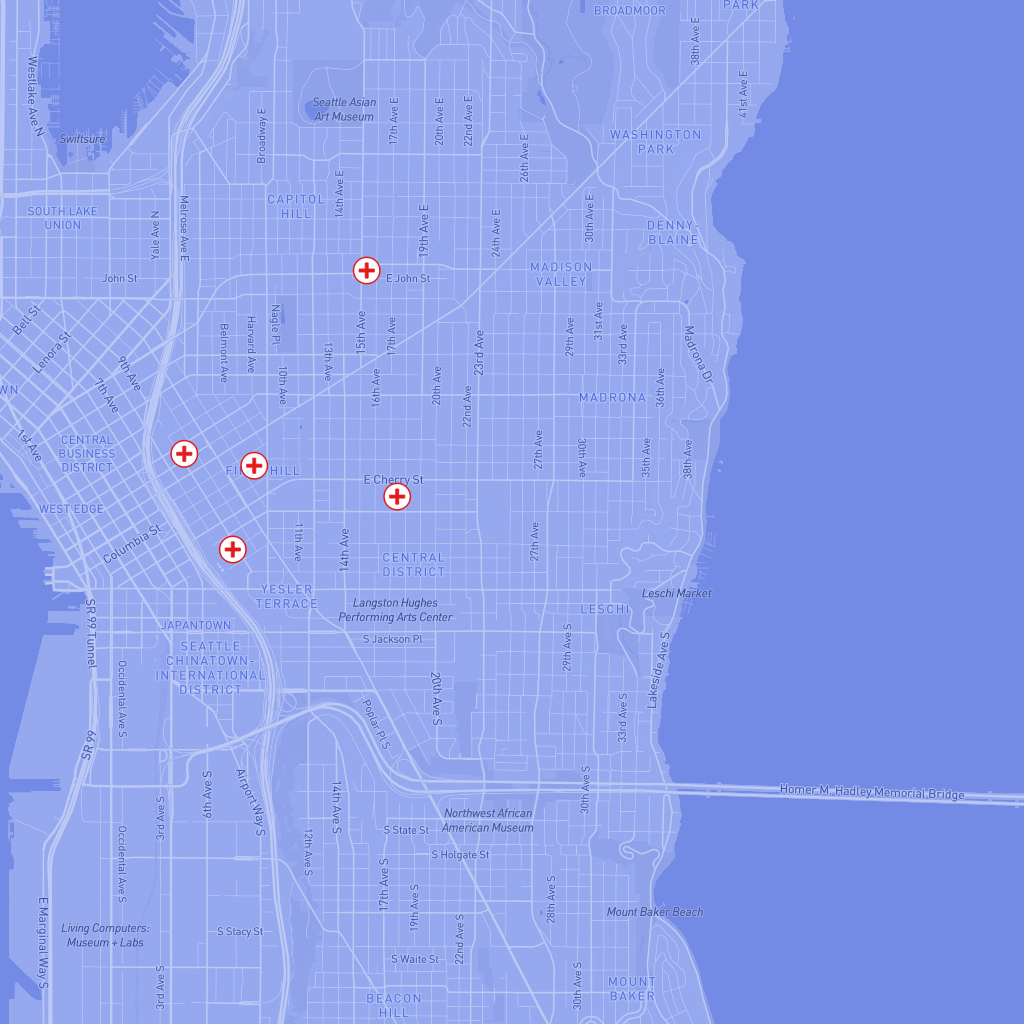 BROADMOOR
PARK
38th Ave E
Westlake Ave N
41st Ave E
Seattle Asian
Art Museum
17th Ave E
20th Ave E
22nd Ave E
Broadway E
Swiftsure
WASHINGTON
PARK
26th Ave E
14th Ave E
CAPITOL
HILL
SOUTH LAKE
UNION
Yale Ave N
Melrose Ave E
19th Ave E
24th Ave E
30th Ave E
DENNY-
BLAINE
MADISON
VALLEY
John St
E John St
Bell St
Lenora St
Nagle Pl
Harvard Ave
Belmont Ave
15th Ave
17th Ave
23rd Ave
29th Ave
31st Ave
33rd Ave
Madrona Dr
9th Ave
7th Ave
13th Ave
10th Ave
16th Ave
20th Ave
22nd Ave
36th Ave
MADRONA
WN
1st Ave
CENTRAL
BUSINESS
DISTRICT
FI
HILL
27th Ave
30th Ave
35th Ave
38th Ave
E Cherry St
WEST EDGE
Columbia St
11th Ave
14th Ave
27th Ave
CENTRAL
DISTRICT
YESLER
TERRACE
Langston Hughes
Performing Arts Center
Leschi Market
LESCHI
SR 99 Tunnel
JAPANTOWN
S Jackson Pl
SEATTLE
CHINATOWN-
INTERNATIONAL
DISTRICT
29th Ave S
Lakeside Ave S
Occidental Ave S
20th Ave S
33rd Ave S
Poplar Pl S
SR 99
6th Ave S
Airport Way S
14th Ave S
30th Ave S
Homer M. Hadley Memorial Bridge
3rd Ave S
Northwest African
American Museum
S State St
S Holgate St
Occidental Ave S
12th Ave S
17th Ave S
19th Ave S
22nd Ave S
28th Ave S
Mount Baker Beach
E Marginal Way S
Living Computers:
Museum + Labs
S Stacy St
S Waite St
3rd Ave S
30th Ave S
MOUNT
BAKER
BEACON
HILL